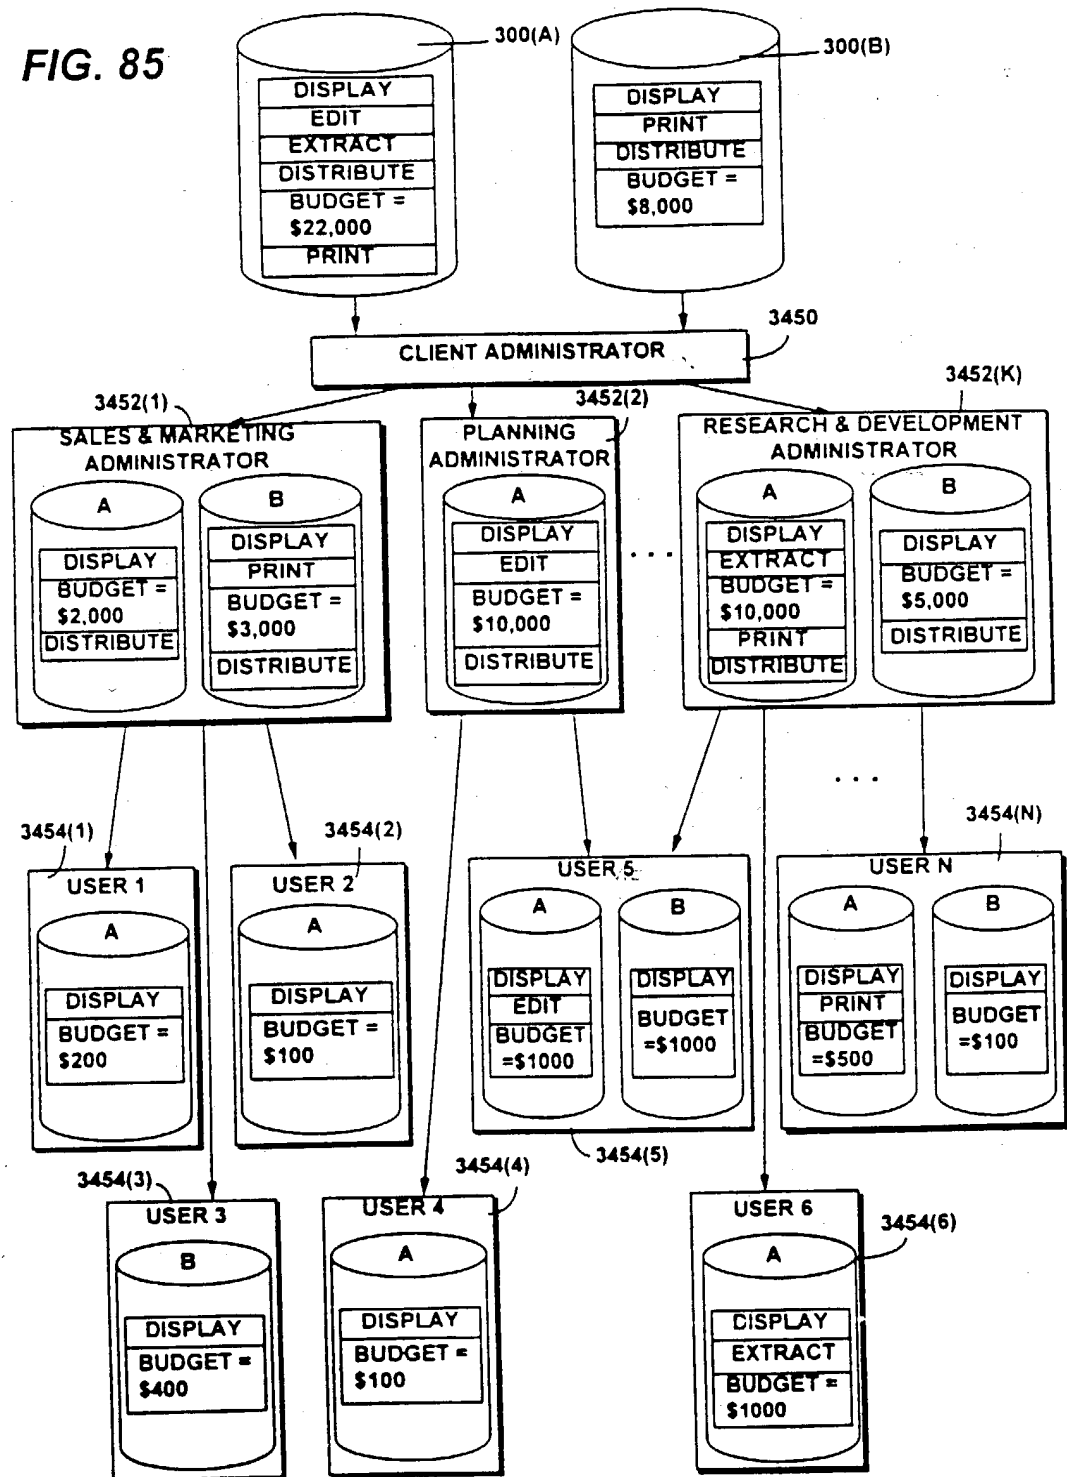 FIG. 85
300(A)
DISPLAY
EDIT
EXTRACT
DISTRIBUTE
BUDGET =
$22,000
PRINT
300(B)
DISPLAY
PRINT
DISTRIBUTE
BUDGET =
$8,000
CLIENT ADMINISTRATOR
3450
3452(1)
SALES & MARKETING
ADMINISTRATOR
A
DISPLAY
BUDGET =
$2,000
DISTRIBUTE
B
DISPLAY
PRINT
BUDGET =
$3,000
DISTRIBUTE
3452(2)
PLANNING
ADMINISTRATOR
A
DISPLAY
EDIT
BUDGET =
$10,000
DISTRIBUTE
. . .
3452(K)
RESEARCH & DEVELOPMENT
ADMINISTRATOR
A
DISPLAY
EXTRACT
BUDGET =
$10,000
PRINT
DISTRIBUTE
B
DISPLAY
BUDGET =
$5,000
DISTRIBUTE
. . .
3454(1)
USER 1
A
DISPLAY
BUDGET =
$200
3454(2)
USER 2
A
DISPLAY
BUDGET =
$100
USER 5
A
DISPLAY
EDIT
BUDGET
=$1000
B
DISPLAY
BUDGET
=$1000
3454(5)
3454(N)
USER N
A
DISPLAY
PRINT
BUDGET
=$500
B
DISPLAY
BUDGET
=$100
3454(3)
USER 3
B
DISPLAY
BUDGET =
$400
3454(4)
USER 4
A
DISPLAY
BUDGET =
$100
USER 6
3454(6)
A
DISPLAY
EXTRACT
BUDGET =
$1000